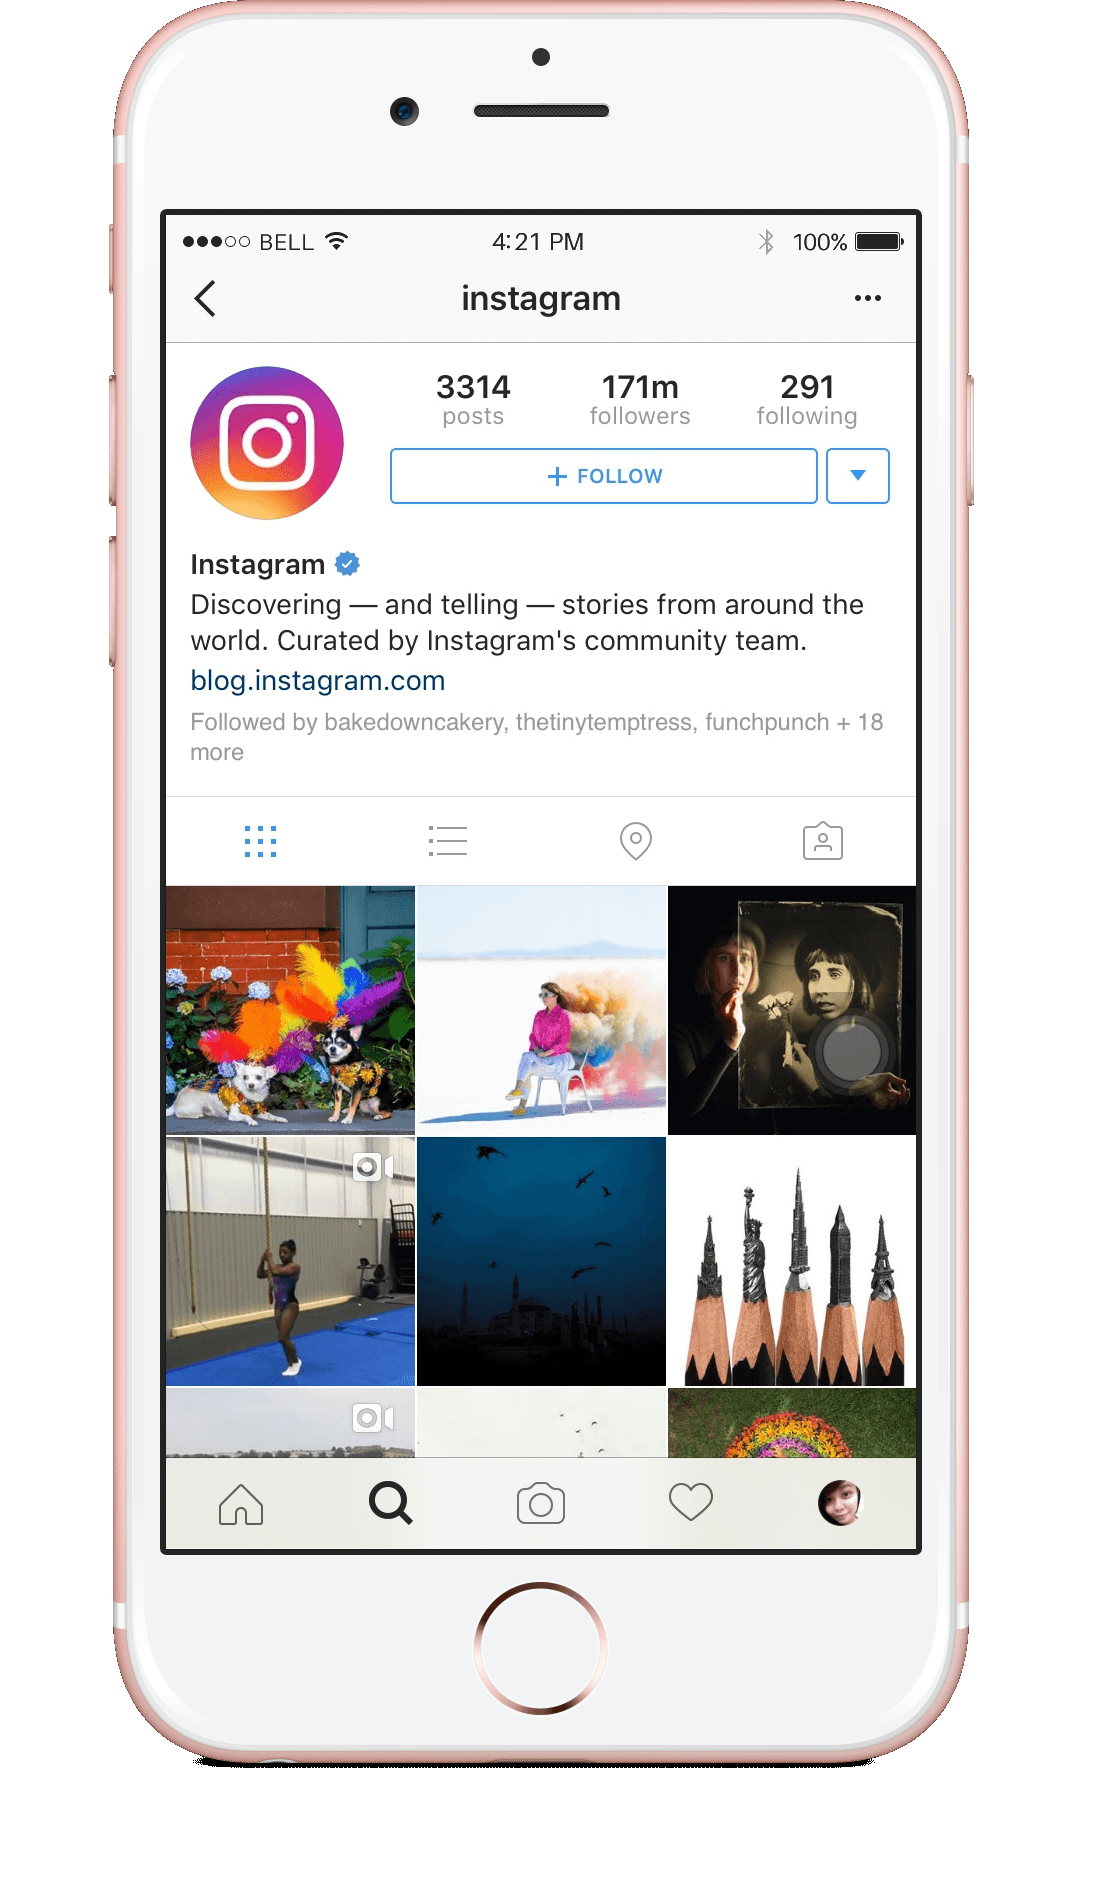 BELL 4:21 PM 100%
instagram
3314 171m 291
posts followers following
+ FOLLOW
Instagram
Discovering — and telling — stories from around the
world. Curated by Instagram's community team.
blog.instagram.com
Followed by bakedowncakery, thetinytemptress, funchpunch + 18
more